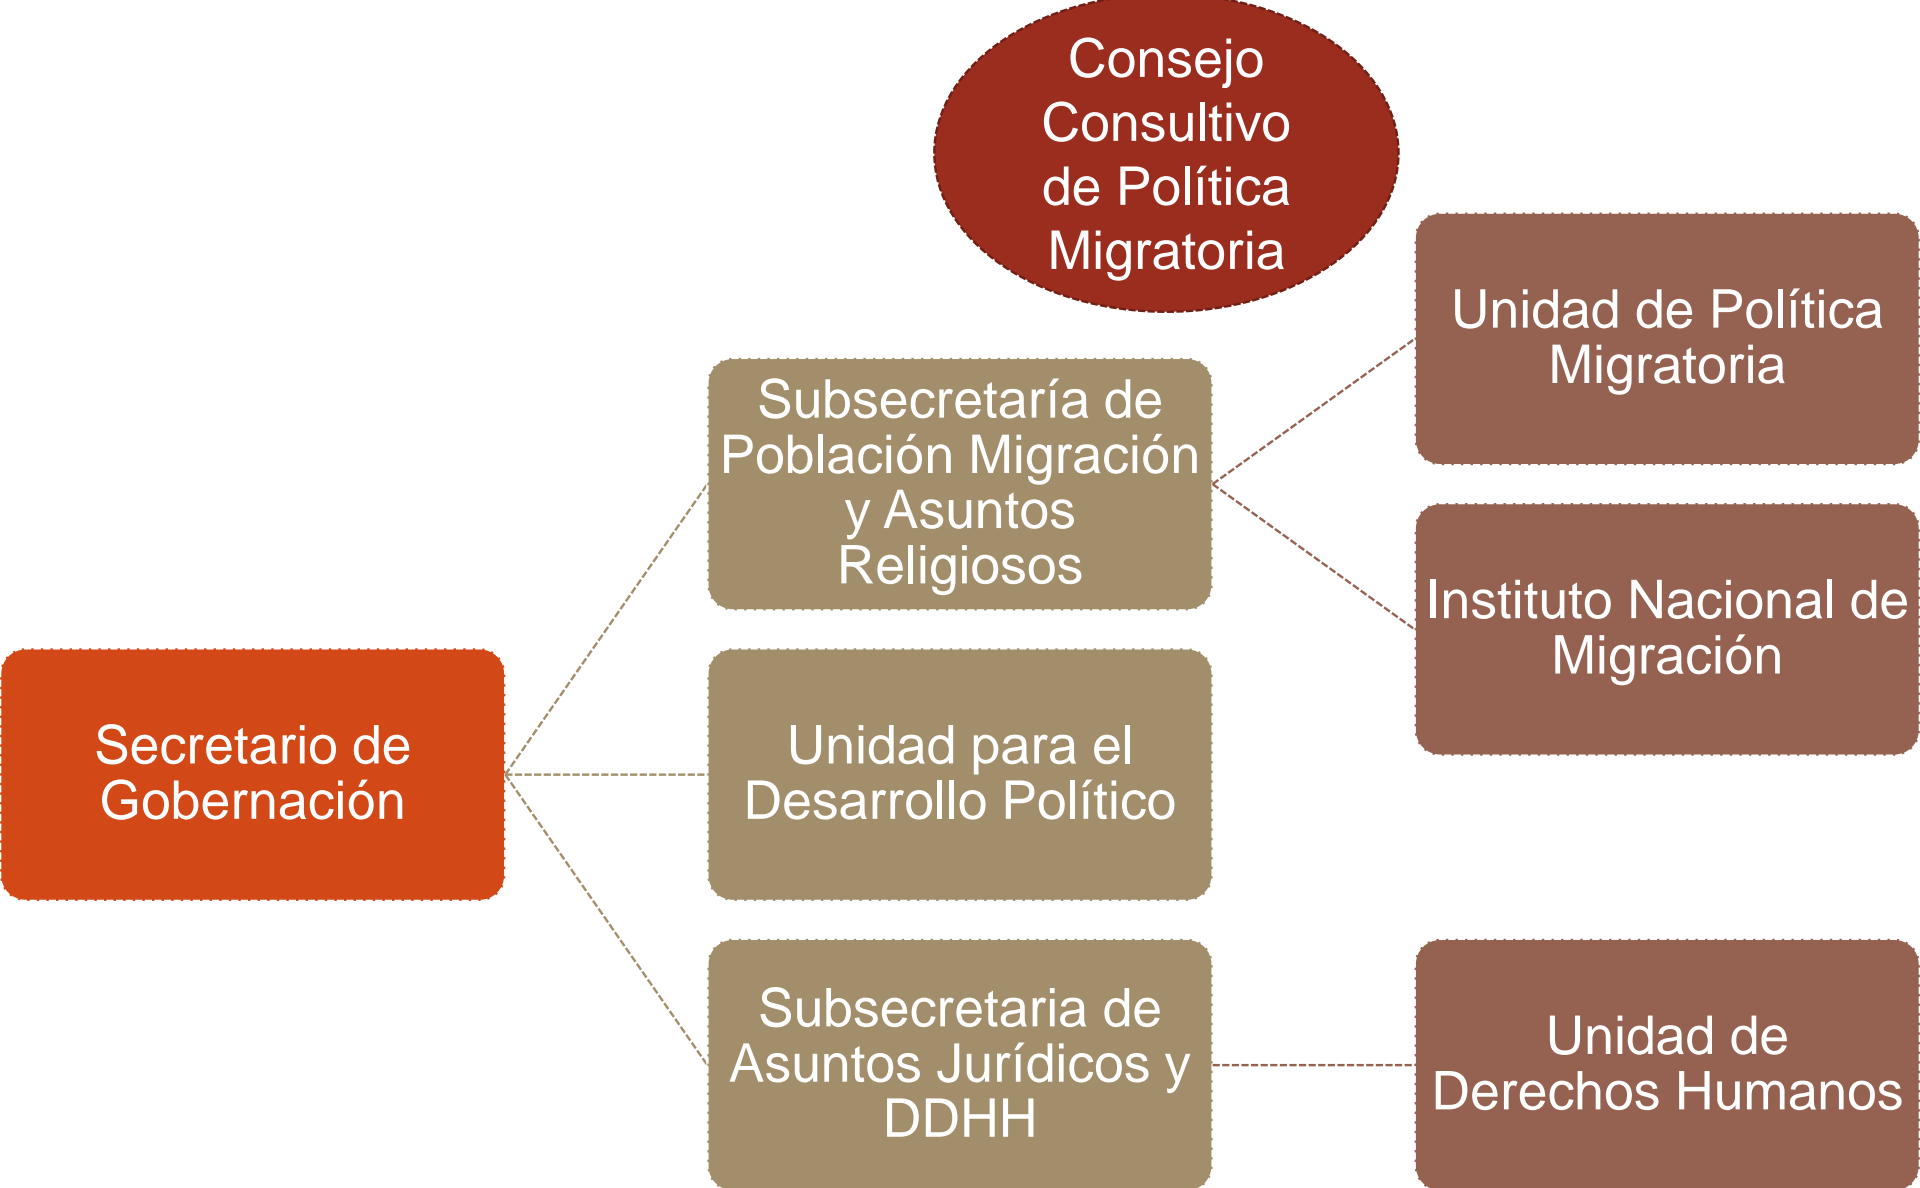 Consejo
Consultivo
de Política
Migratoria
Unidad de Política
Migratoria
Subsecretaría de
Población Migración
y Asuntos
Religiosos
Instituto Nacional de
Migración
Secretario de
Gobernación
Unidad para el
Desarrollo Político
Subsecretaria de
Asuntos Jurídicos y
DDHH
Unidad de
Derechos Humanos